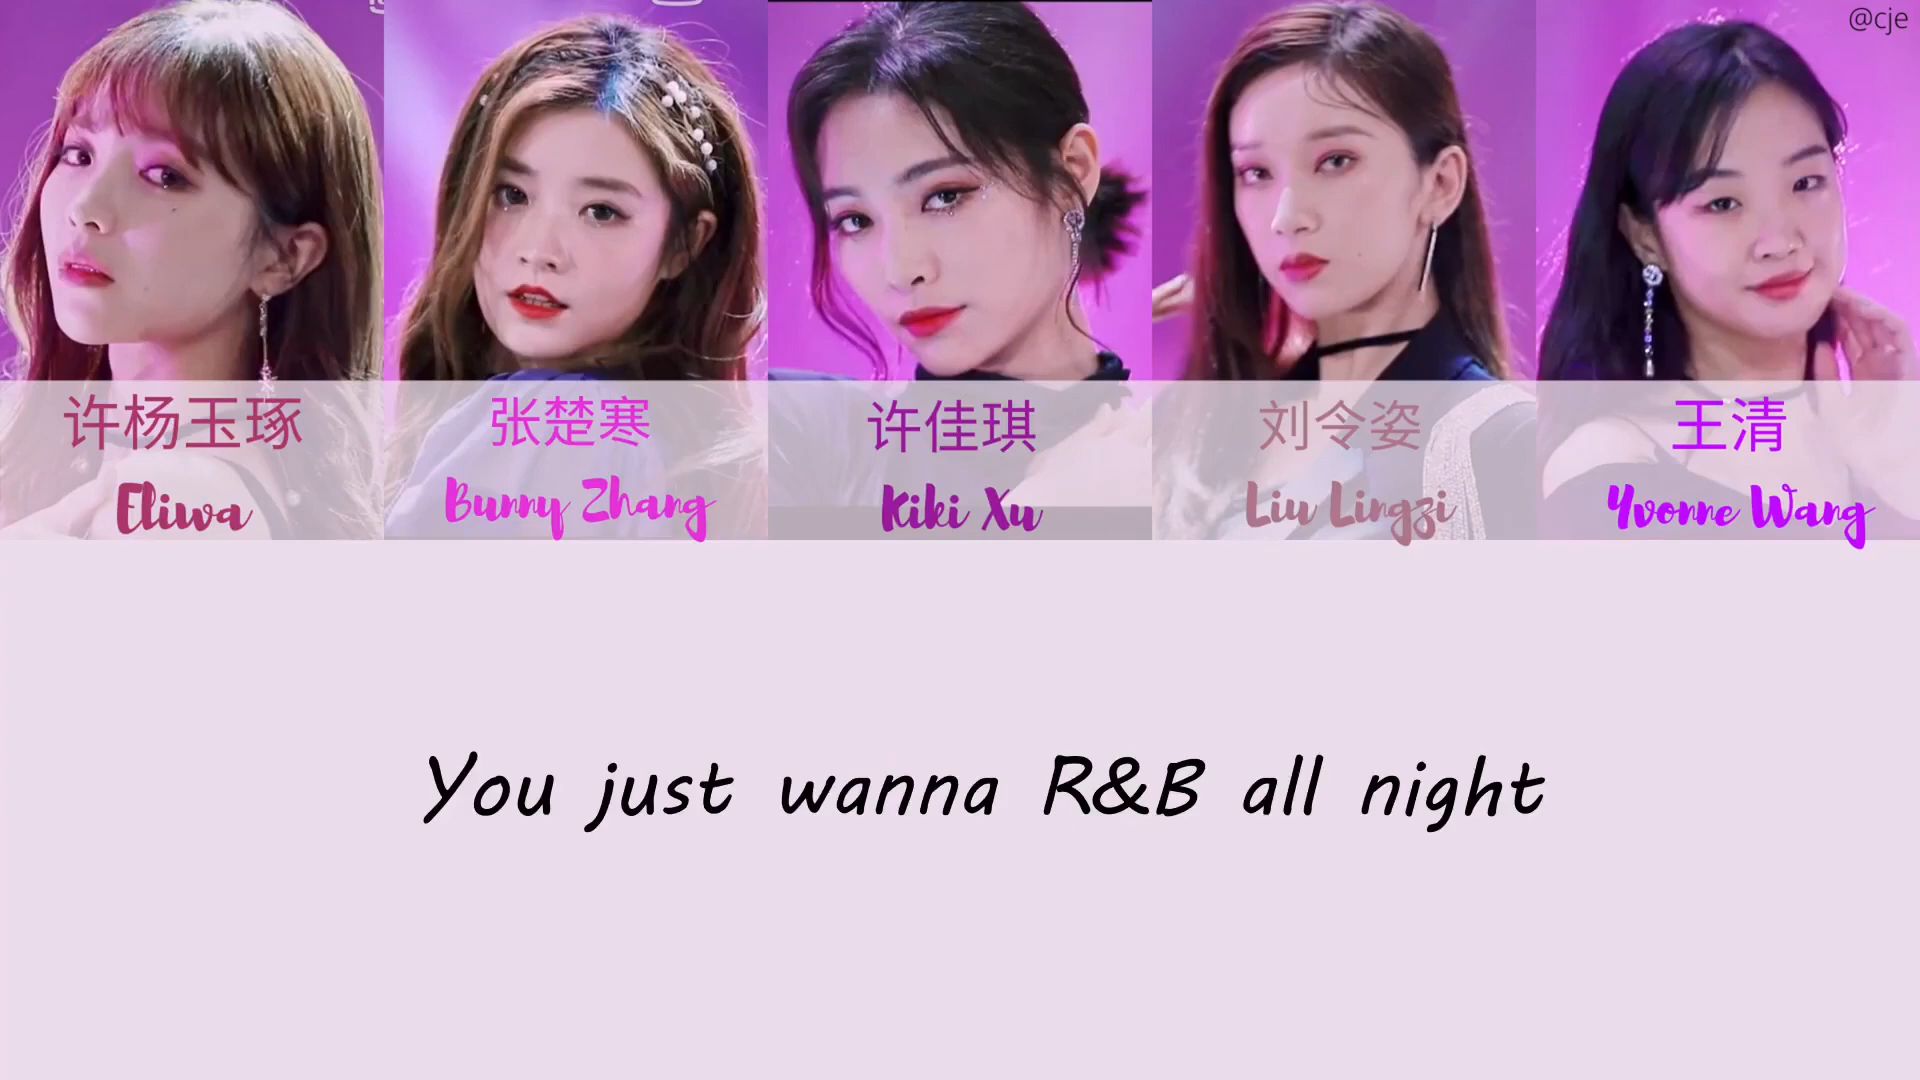 @cje
许杨玉琢
Eliwa
张楚寒
Bunny Zhang
许佳琪
Kiki Xu
刘令姿
Liu Lingzi
王清
Yvonne Wang
You just wanna R&B all night